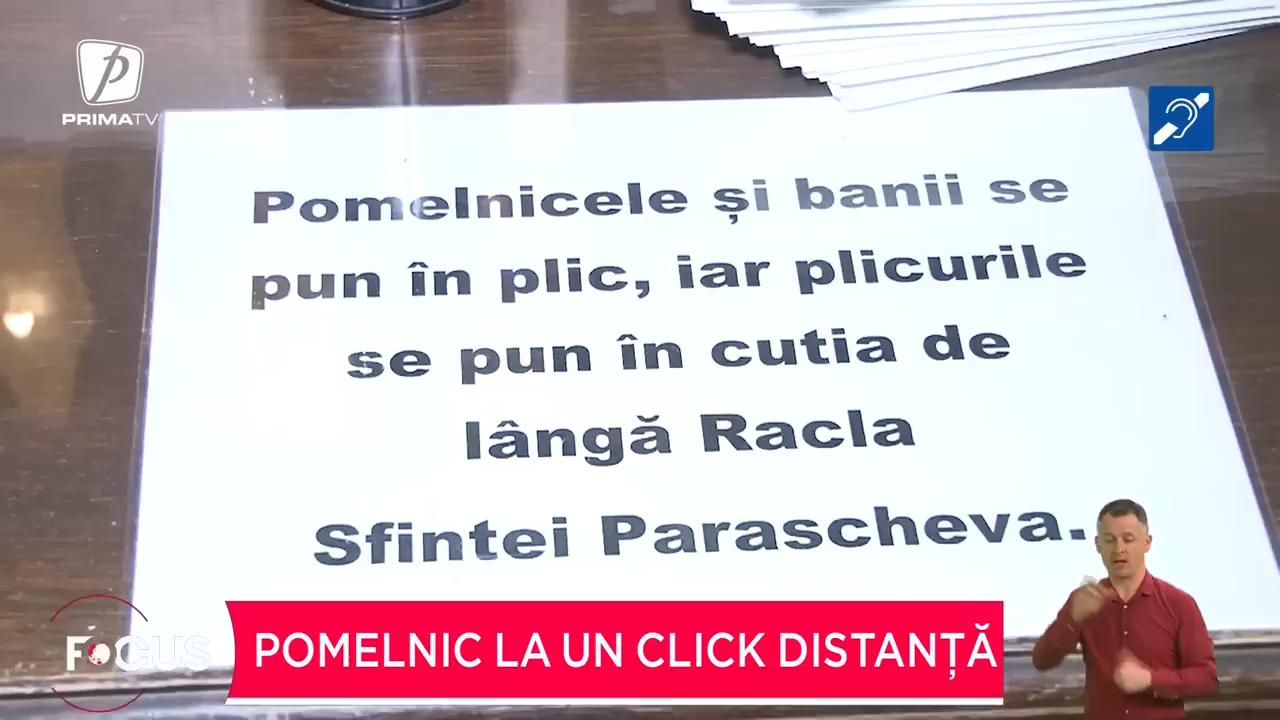 PRIMATV
Pomelnicele și banii se
pun în plic, iar plicurile
se pun în cutia de
lângă Racla
Sfintei Parascheva.
FOCUS
POMELNIC LA UN CLICK DISTANȚĂ